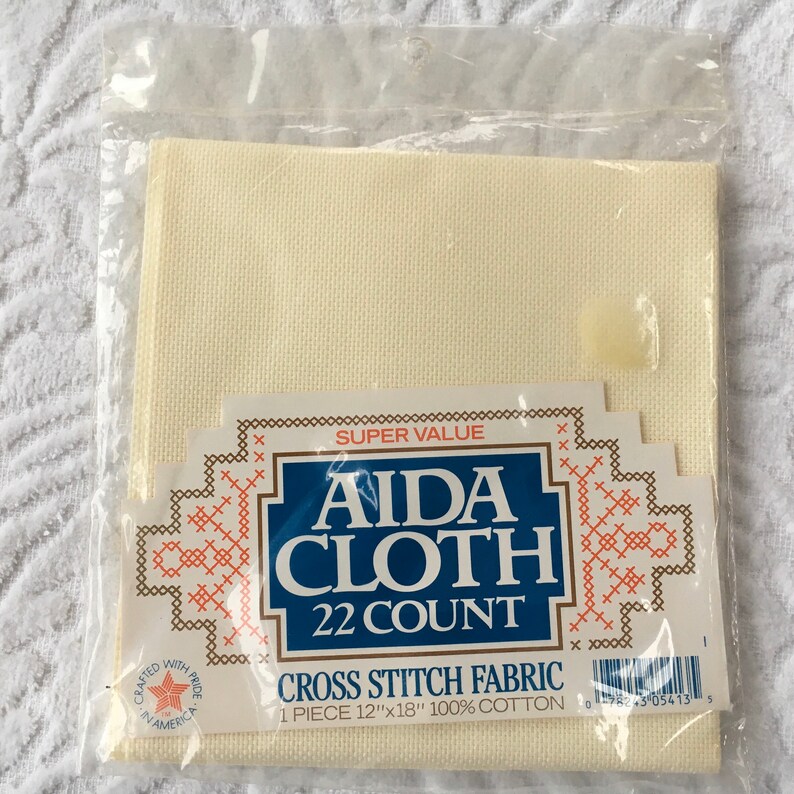 SUPER VALUE
AIDA
CLOTH
22 COUNT
CROSS STITCH FABRIC
1 PIECE 12"x18" 100% COTTON
CRAFTED WITH PRIDE
IN AMERICA
TM
I
0 78243 05413 5